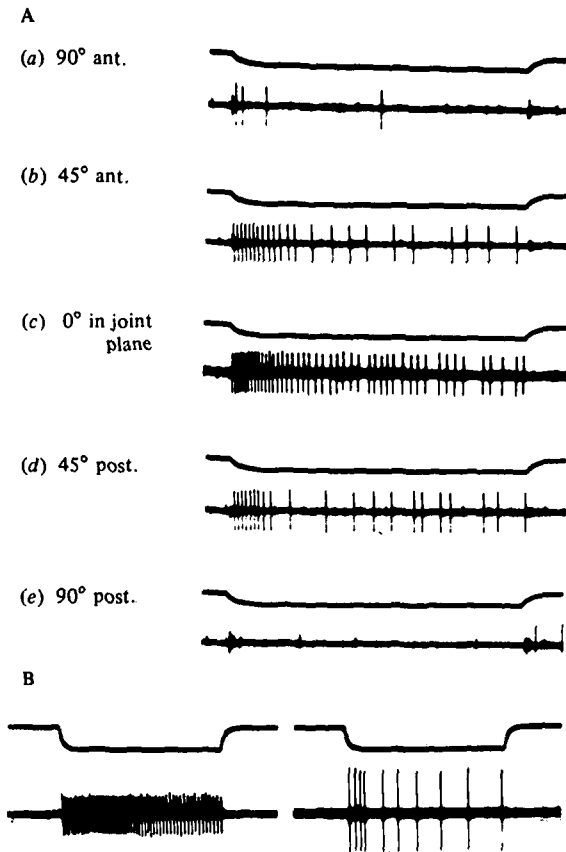 A
(a) 90° ant.
(b) 45° ant.
(c) 0° in joint
plane
(d) 45° post.
(e) 90° post.
B